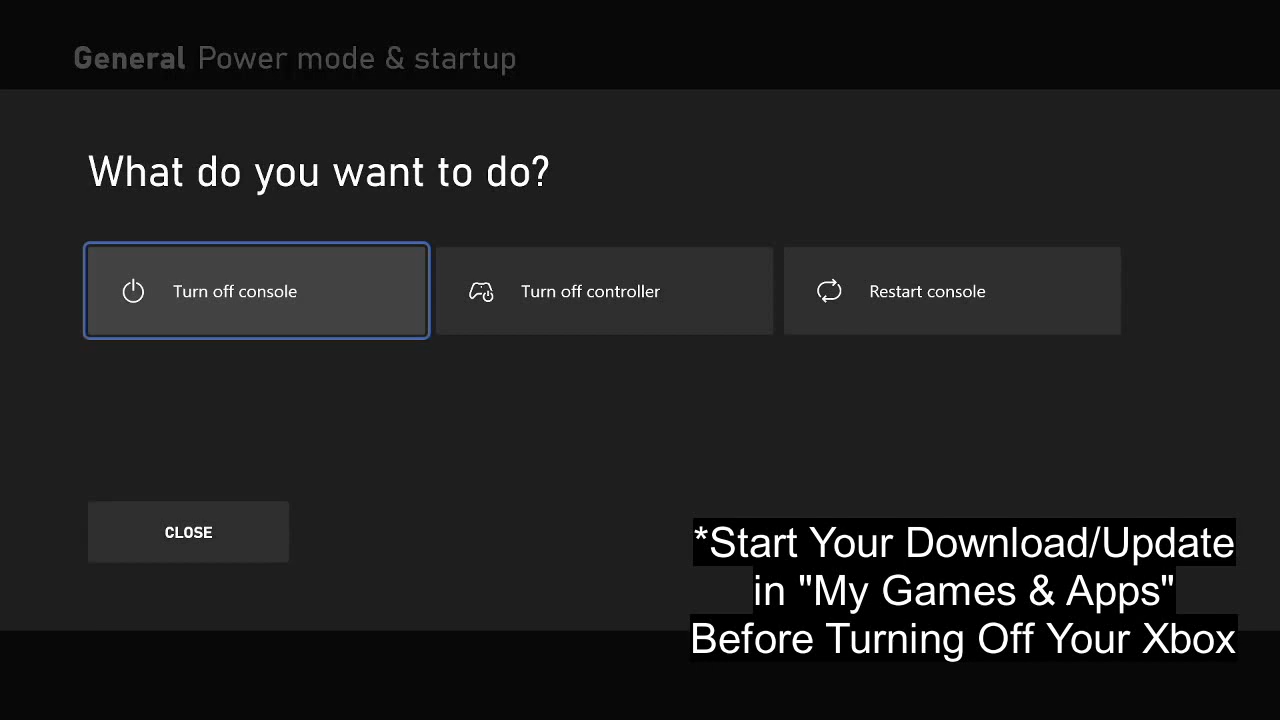 General Power mode & startup
What do you want to do?
Turn off console
Turn off controller
Restart console
CLOSE
*Start Your Download/Update
in "My Games & Apps"
Before Turning Off Your Xbox